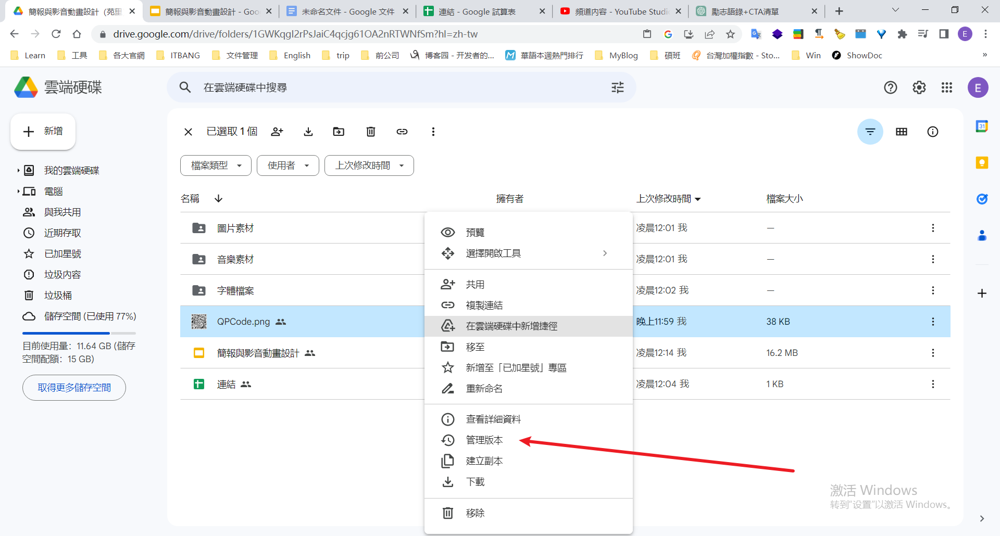 簡報與影音動畫設計（苑里
簡報與影音動畫設計 - Goo
未命名文件 - Google 文件
連結 - Google 試算表
頻道內容 - YouTube Studio
勵志語錄+CTA清單
drive.google.com/drive/folders/1GWKqgI2rPsJaiC4qcjg61OA2nRTWNfSm?hl=zh-tw
E
Learn
工具
各大官網
ITBANG
文件管理
English
trip
前公司
博客园 - 开发者的...
華語本週熱門排行
MyBlog
碩班
台灣加權指數 - Sto...
Win
ShowDoc
»
雲端硬碟
在雲端硬碟中搜尋
E
新增
已選取 1 個
31
檔案類型
使用者
上次修改時間
我的雲端硬碟
電腦
與我共用
近期存取
已加星號
垃圾內容
垃圾桶
儲存空間 (已使用 77%)
目前使用量：11.64 GB (儲存
空間配額：15 GB)
取得更多儲存空間
名稱
擁有者
上次修改時間
檔案大小
圖片素材
凌晨12:01 我
—
音樂素材
凌晨12:01 我
—
字體檔案
凌晨12:02 我
—
QPCode.png
晚上11:59 我
38 KB
簡報與影音動畫設計
凌晨12:14 我
16.2 MB
連結
凌晨12:04 我
1 KB
預覽
選擇開啟工具
共用
複製連結
在雲端硬碟中新增捷徑
移至
新增至「已加星號」專區
重新命名
查看詳細資料
管理版本
建立副本
下載
移除
激活 Windows
转到"设置"以激活 Windows。